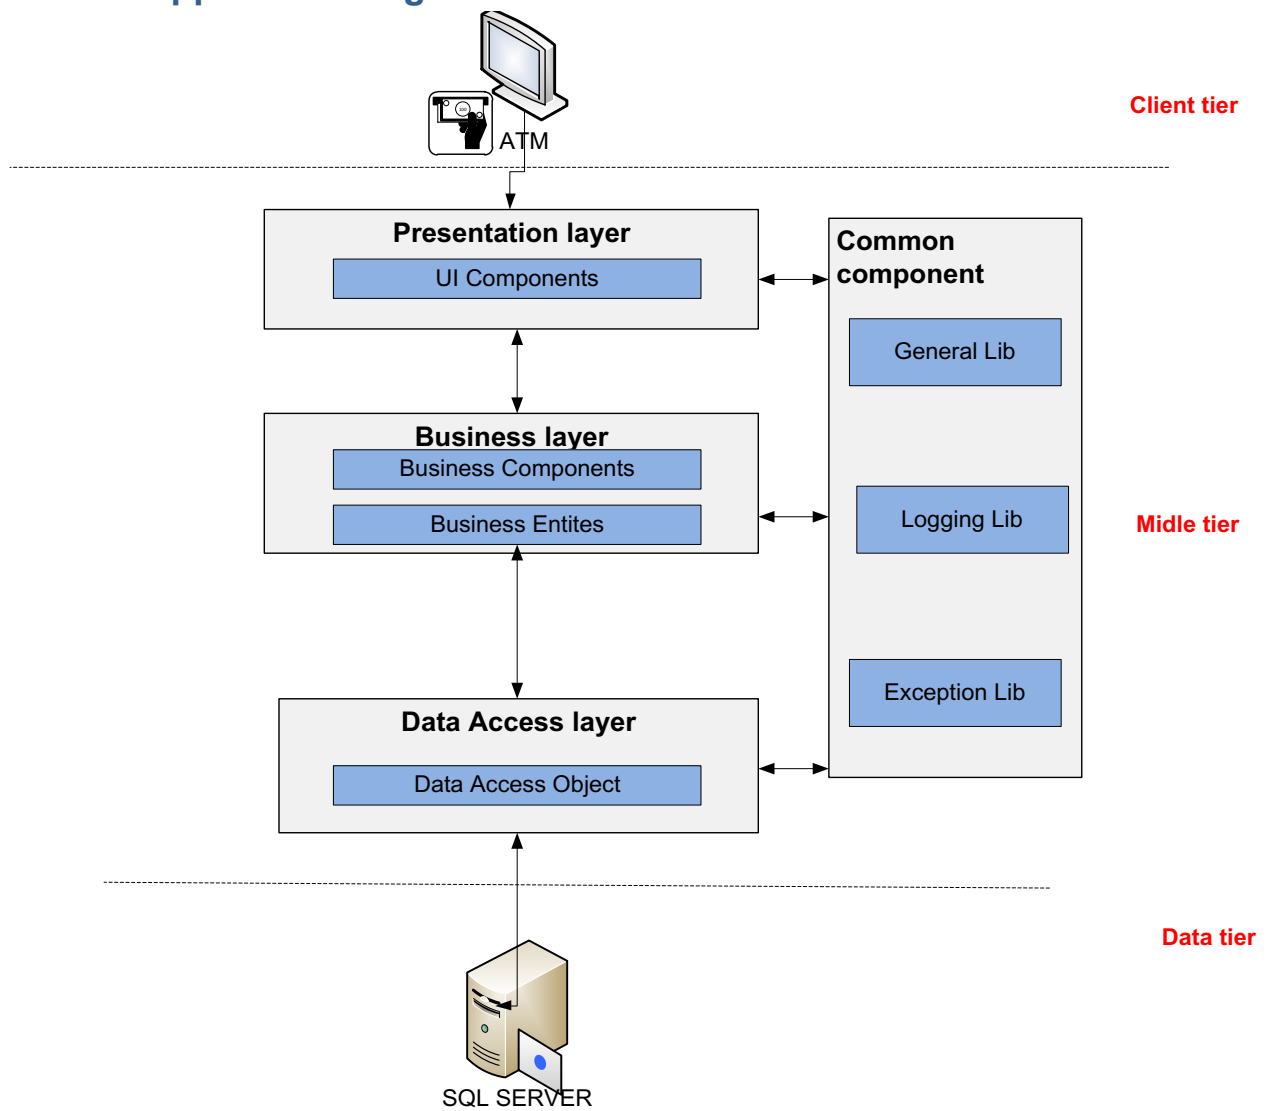 ATM
Client tier
Presentation layer
UI Components
Common
component
General Lib
Business layer
Business Components
Business Entites
Logging Lib
Midle tier
Exception Lib
Data Access layer
Data Access Object
Data tier
SQL SERVER